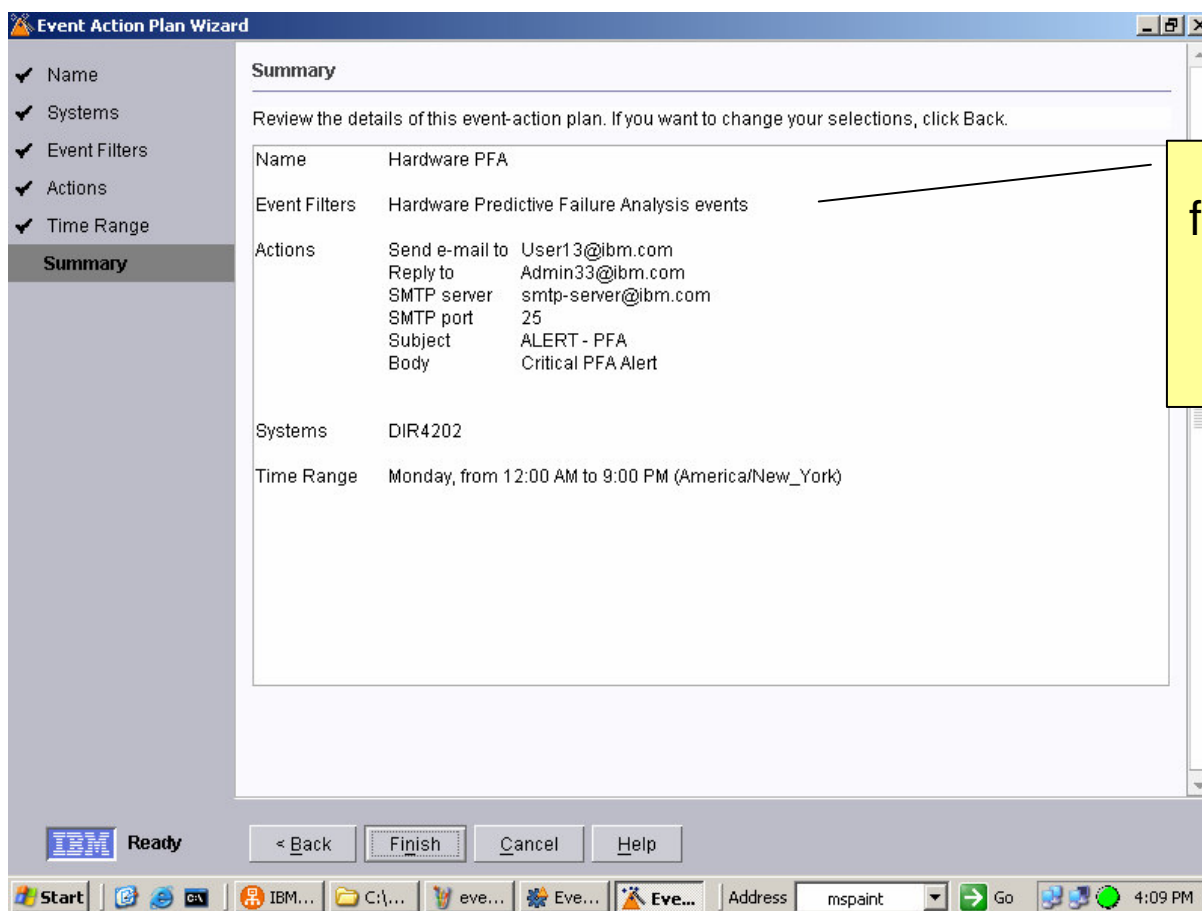 Event Action Plan Wizard
Name
Systems
Event Filters
Actions
Time Range
Summary
Summary
Review the details of this event-action plan. If you want to change your selections, click Back.
Name Hardware PFA
Event Filters Hardware Predictive Failure Analysis events
Actions Send e-mail to User13@ibm.com
Reply to Admin33@ibm.com
SMTP server smtp-server@ibm.com
SMTP port 25
Subject ALERT - PFA
Body Critical PFA Alert
Systems DIR4202
Time Range Monday, from 12:00 AM to 9:00 PM (America/New_York)
f
IBM Ready < Back Finish Cancel Help
Start IBM... C:\... eve... Eve... Eve... Address mspaint Go 4:09 PM